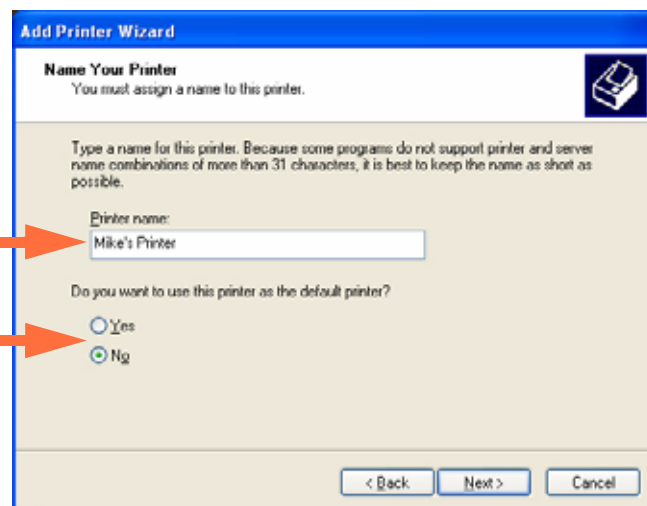 Add Printer Wizard
Name Your Printer
You must assign a name to this printer.
Type a name for this printer. Because some programs do not support printer and server
name combinations of more than 31 characters, it is best to keep the name as short as
possible.
Printer name:
Mike's Printer
Do you want to use this printer as the default printer?
Yes
No
< Back
Next >
Cancel